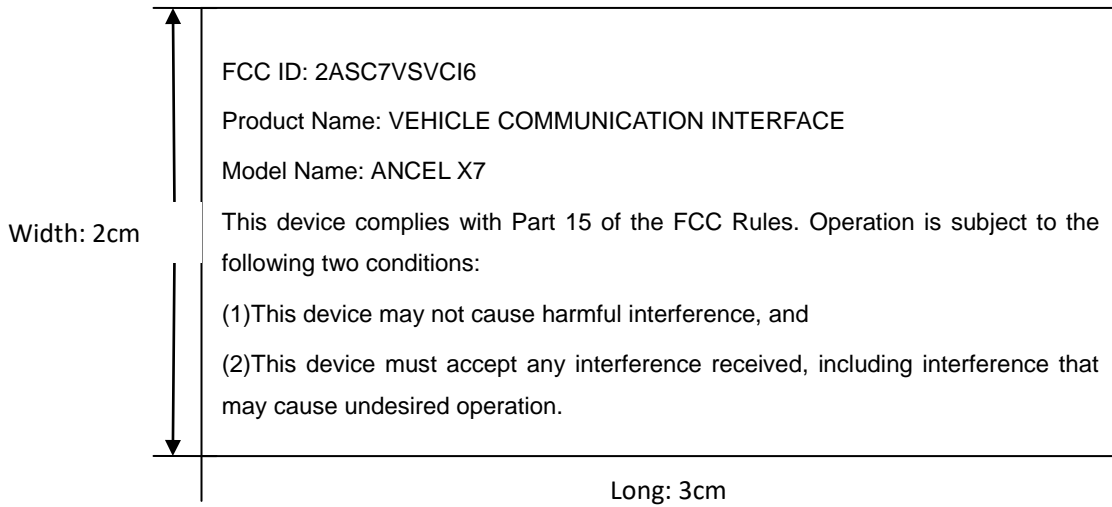 FCC ID: 2ASC7VSVCI6
Product Name: VEHICLE COMMUNICATION INTERFACE
Model Name: ANCEL X7
This device complies with Part 15 of the FCC Rules. Operation is subject to the
following two conditions:
(1)This device may not cause harmful interference, and
(2)This device must accept any interference received, including interference that
may cause undesired operation.
Width: 2cm
Long: 3cm